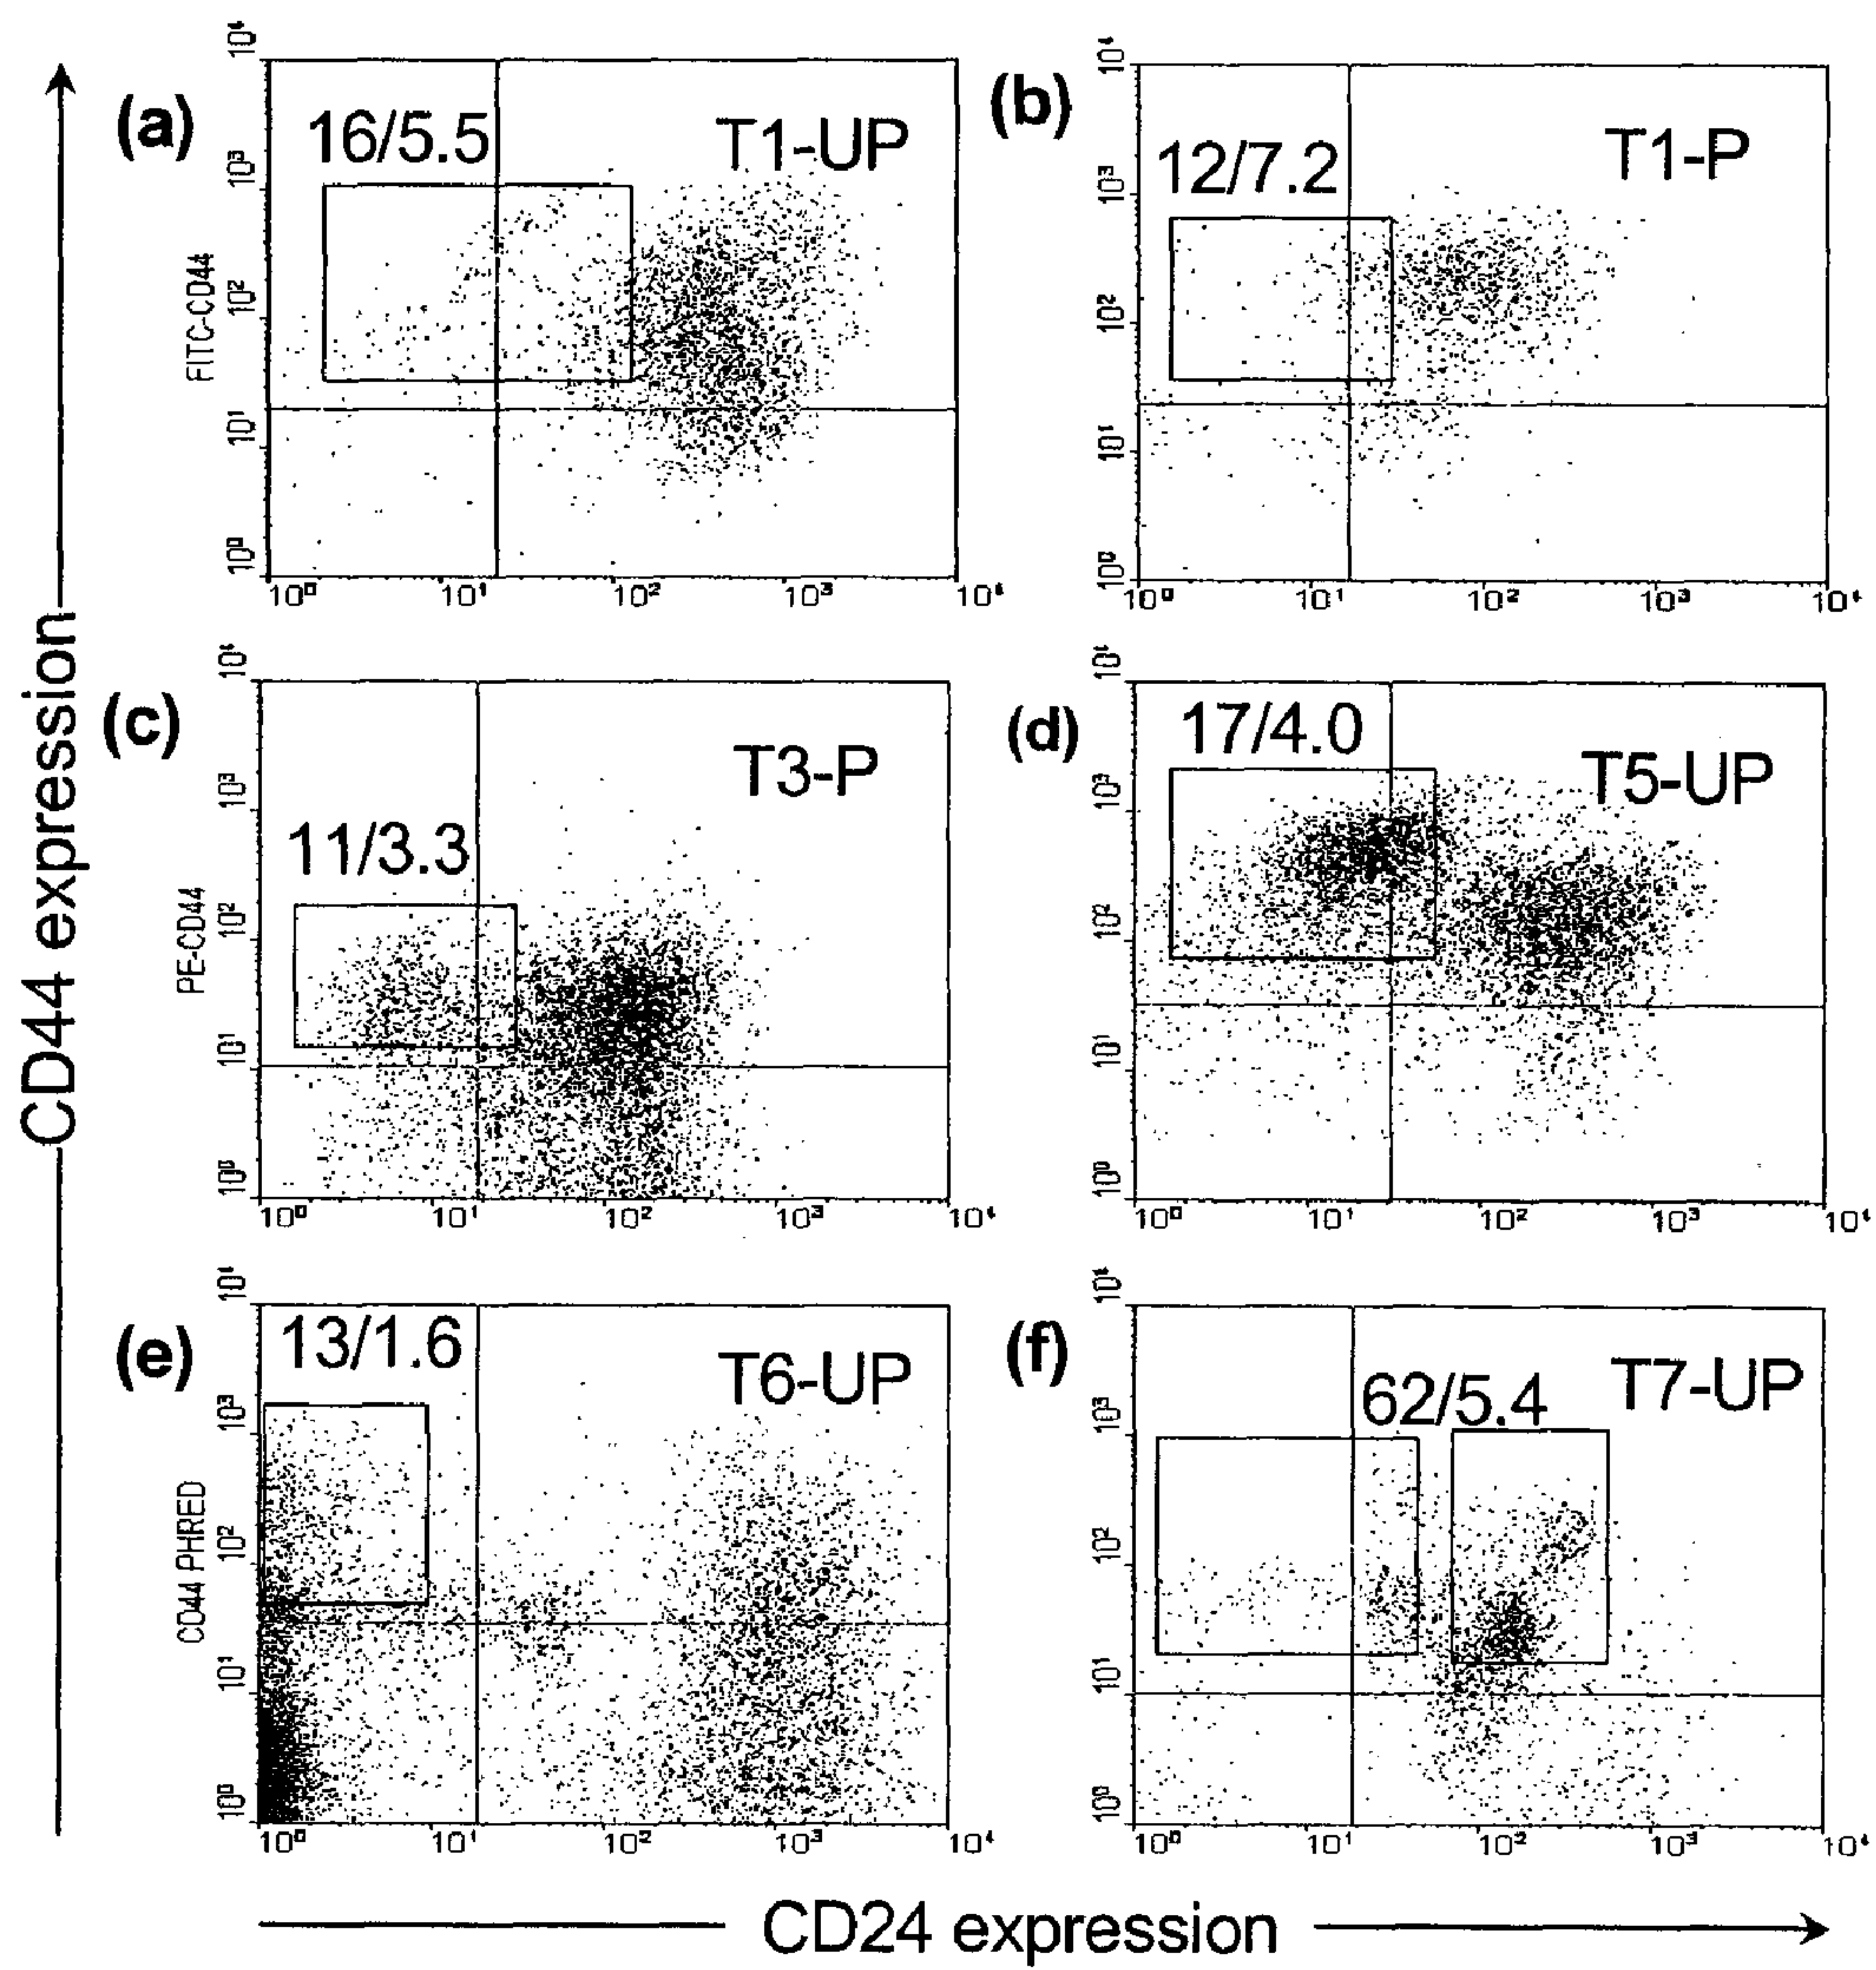 CD44 expression
(a)
16/5.5
T1-UP
FITC-CD44
10⁴
10³
10²
10¹
10⁰
10⁰ 10¹ 10² 10³ 10⁴
(b)
12/7.2
T1-P
10⁴
10³
10²
10¹
10⁰
10⁰ 10¹ 10² 10³ 10⁴
(c)
11/3.3
T3-P
PE-CD44
10⁴
10³
10²
10¹
10⁰
10⁰ 10¹ 10² 10³ 10⁴
(d)
17/4.0
T5-UP
10⁴
10³
10²
10¹
10⁰
10⁰ 10¹ 10² 10³ 10⁴
(e)
13/1.6
T6-UP
CD44 PHRED
10⁴
10³
10²
10¹
10⁰
10⁰ 10¹ 10² 10³ 10⁴
(f)
62/5.4
T7-UP
10⁴
10³
10²
10¹
10⁰
10⁰ 10¹ 10² 10³ 10⁴
CD24 expression